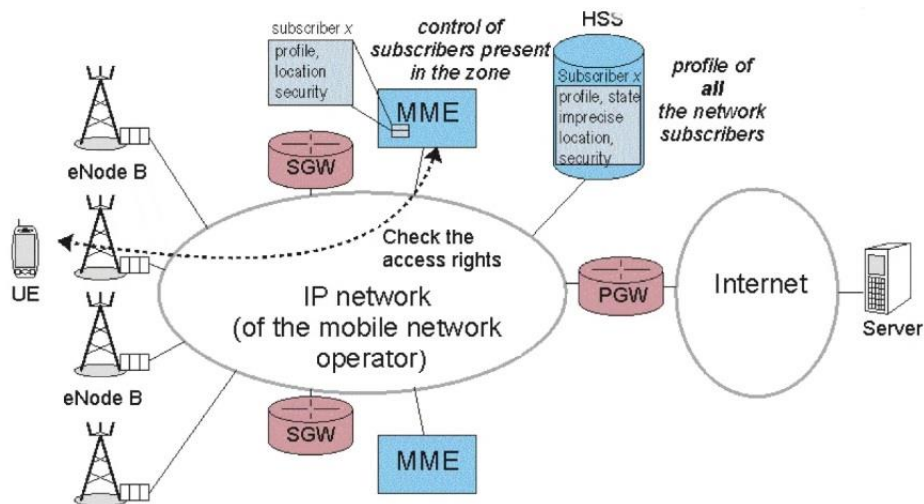 subscriber x
profile,
location
security
control of
subscribers present
in the zone
MME
HSS
Subscriber x
profile, state
imprecise
location,
security
profile of
all
the network
subscribers
eNode B
SGW
UE
Check the
access rights
IP network
(of the mobile network
operator)
PGW
Internet
Server
eNode B
SGW
MME